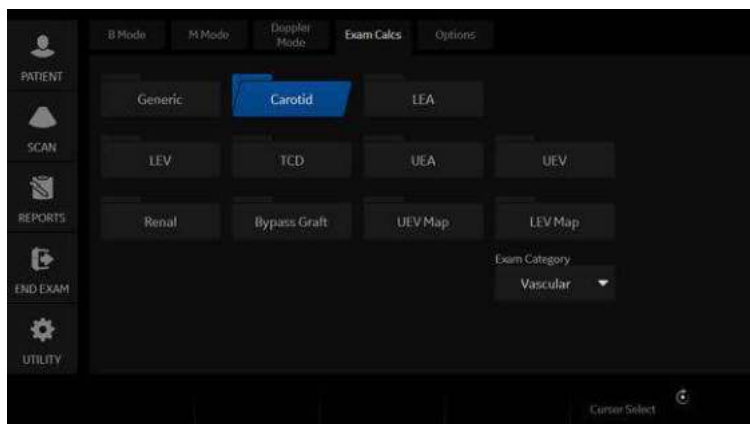 B Mode
M Mode
Doppler
Mode
Exam Calcs
Options
PATIENT
SCAN
REPORTS
END EXAM
UTILITY
Generic
Carotid
LEA
LEV
TCD
UEA
UEV
Renal
Bypass Graft
UEV Map
LEV Map
Exam Category
Vascular
Cursor Select